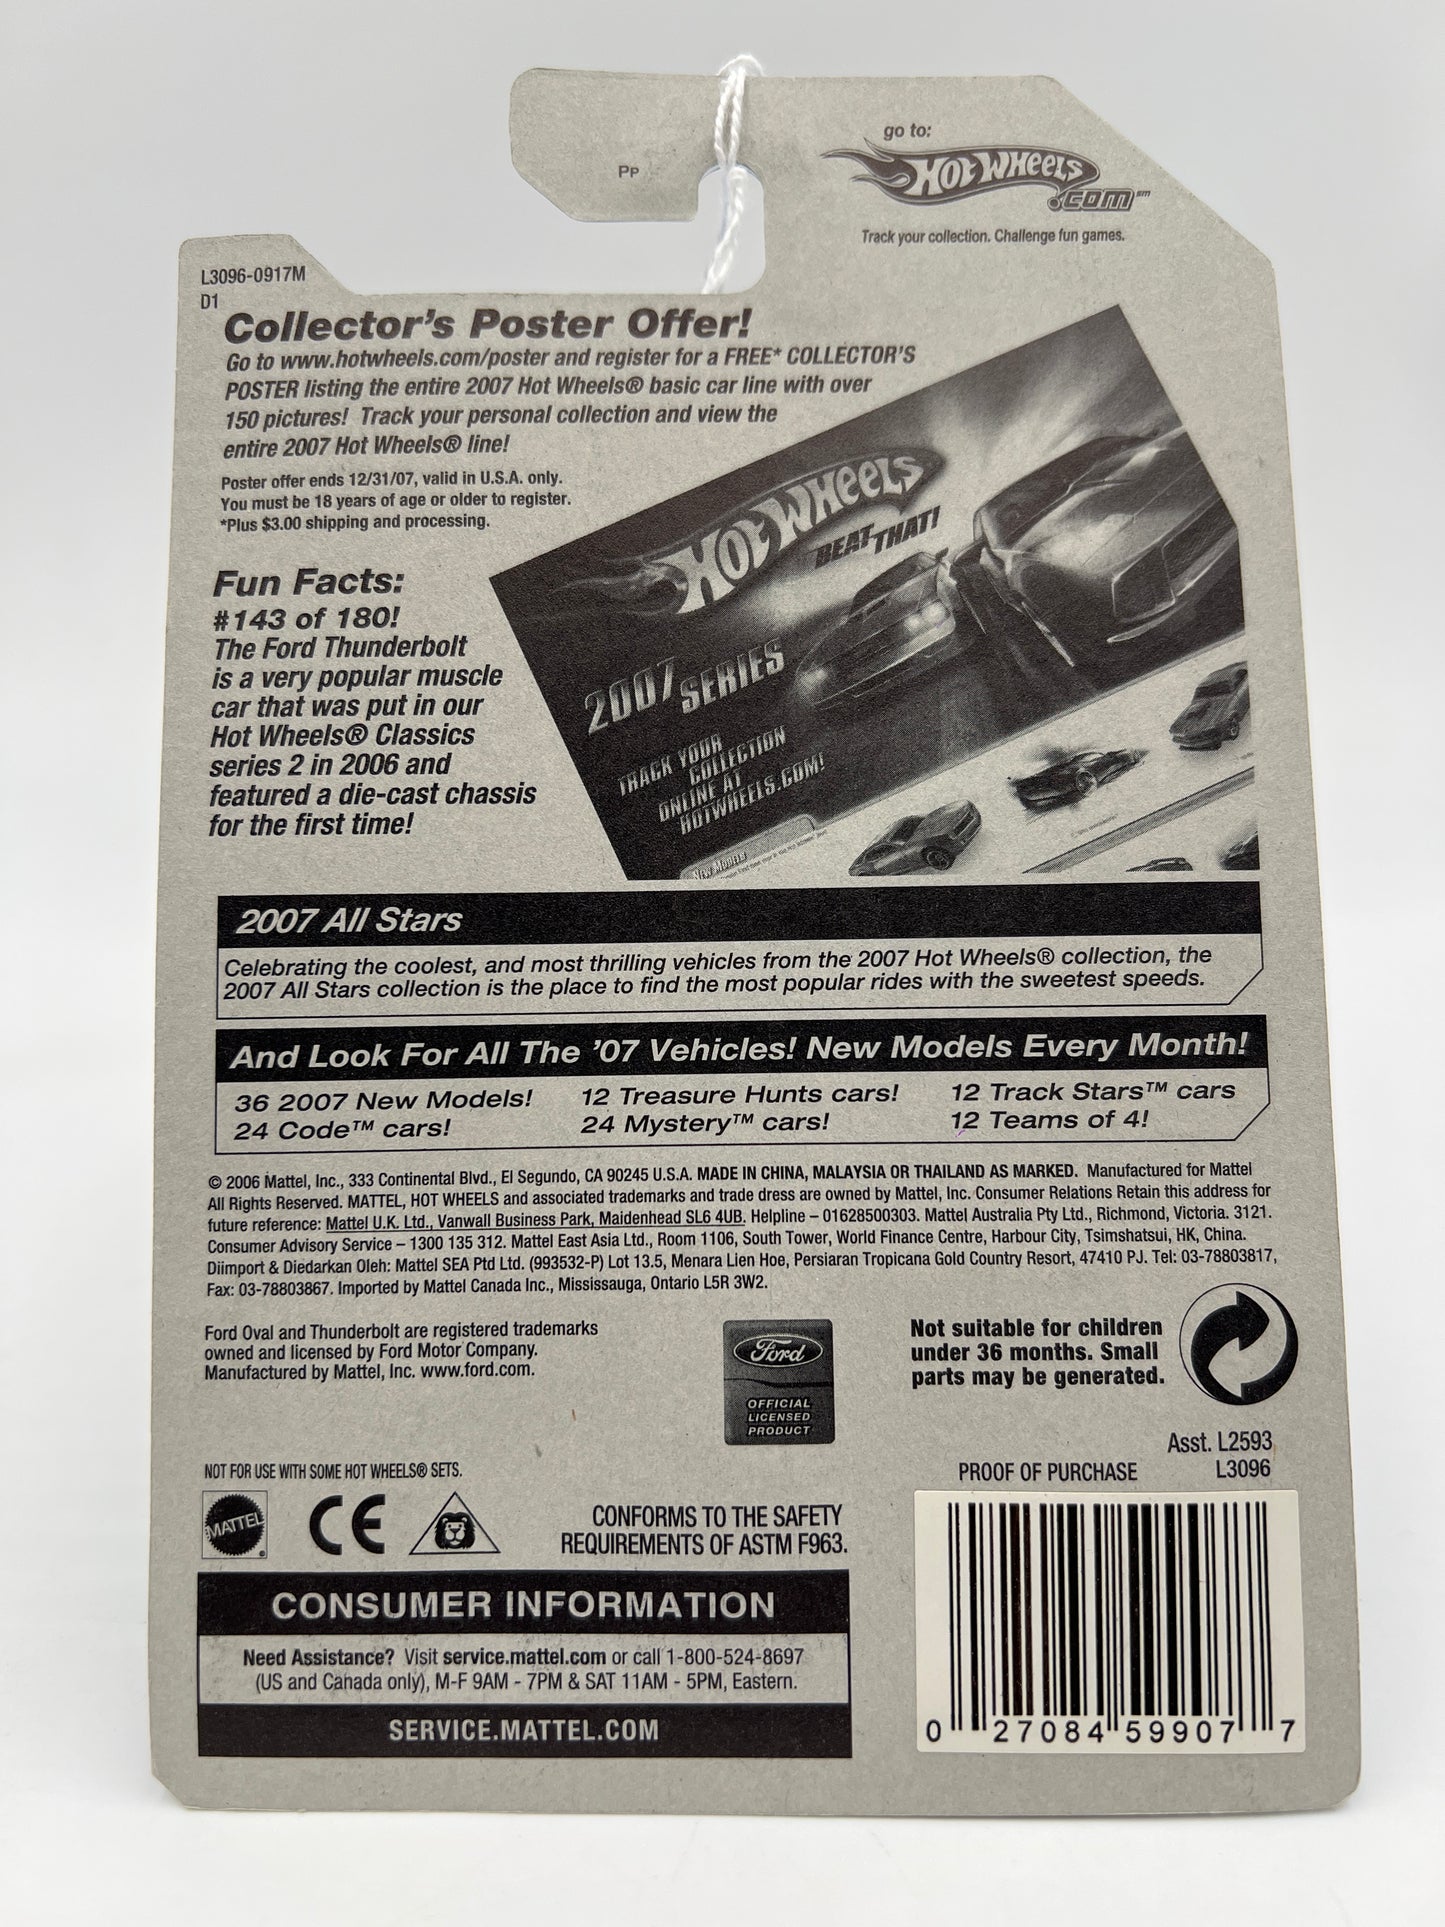 Pp
go to:
HOT WHEELS
.COM℠
Track your collection. Challenge fun games.
L3096-0917M
D1
Collector's Poster Offer!
Go to www.hotwheels.com/poster and register for a FREE* COLLECTOR'S
POSTER listing the entire 2007 Hot Wheels® basic car line with over
150 pictures! Track your personal collection and view the
entire 2007 Hot Wheels® line!
Poster offer ends 12/31/07, valid in U.S.A. only.
You must be 18 years of age or older to register.
*Plus $3.00 shipping and processing.
HOT WHEELS
BEAT THAT!
2007 SERIES
TRACK YOUR
COLLECTION
ONLINE AT
HOTWHEELS.COM!
New Models
Fun Facts:
#143 of 180!
The Ford Thunderbolt
is a very popular muscle
car that was put in our
Hot Wheels® Classics
series 2 in 2006 and
featured a die-cast chassis
for the first time!
2007 All Stars
Celebrating the coolest, and most thrilling vehicles from the 2007 Hot Wheels® collection, the
2007 All Stars collection is the place to find the most popular rides with the sweetest speeds.
And Look For All The '07 Vehicles! New Models Every Month!
36 2007 New Models! 12 Treasure Hunts cars! 12 Track Stars™ cars
24 Code™ cars! 24 Mystery™ cars! 12 Teams of 4!
© 2006 Mattel, Inc., 333 Continental Blvd., El Segundo, CA 90245 U.S.A. MADE IN CHINA, MALAYSIA OR THAILAND AS MARKED. Manufactured for Mattel
All Rights Reserved. MATTEL, HOT WHEELS and associated trademarks and trade dress are owned by Mattel, Inc. Consumer Relations Retain this address for
future reference: Mattel U.K. Ltd., Vanwall Business Park, Maidenhead SL6 4UB. Helpline – 01628500303. Mattel Australia Pty Ltd., Richmond, Victoria. 3121.
Consumer Advisory Service – 1300 135 312. Mattel East Asia Ltd., Room 1106, South Tower, World Finance Centre, Harbour City, Tsimshatsui, HK, China.
Diimport & Diedarkan Oleh: Mattel SEA Ptd Ltd. (993532-P) Lot 13.5, Menara Lien Hoe, Persiaran Tropicana Gold Country Resort, 47410 PJ. Tel: 03-78803817,
Fax: 03-78803867. Imported by Mattel Canada Inc., Mississauga, Ontario L5R 3W2.
Ford Oval and Thunderbolt are registered trademarks
owned and licensed by Ford Motor Company.
Manufactured by Mattel, Inc. www.ford.com.
Ford
OFFICIAL
LICENSED
PRODUCT
Not suitable for children
under 36 months. Small
parts may be generated.
Asst. L2593
PROOF OF PURCHASE L3096
NOT FOR USE WITH SOME HOT WHEELS® SETS.
MATTEL ®
CE
CONFORMS TO THE SAFETY
REQUIREMENTS OF ASTM F963.
CONSUMER INFORMATION
Need Assistance? Visit service.mattel.com or call 1-800-524-8697
(US and Canada only), M-F 9AM - 7PM & SAT 11AM - 5PM, Eastern.
SERVICE.MATTEL.COM
0 27084 59907 7